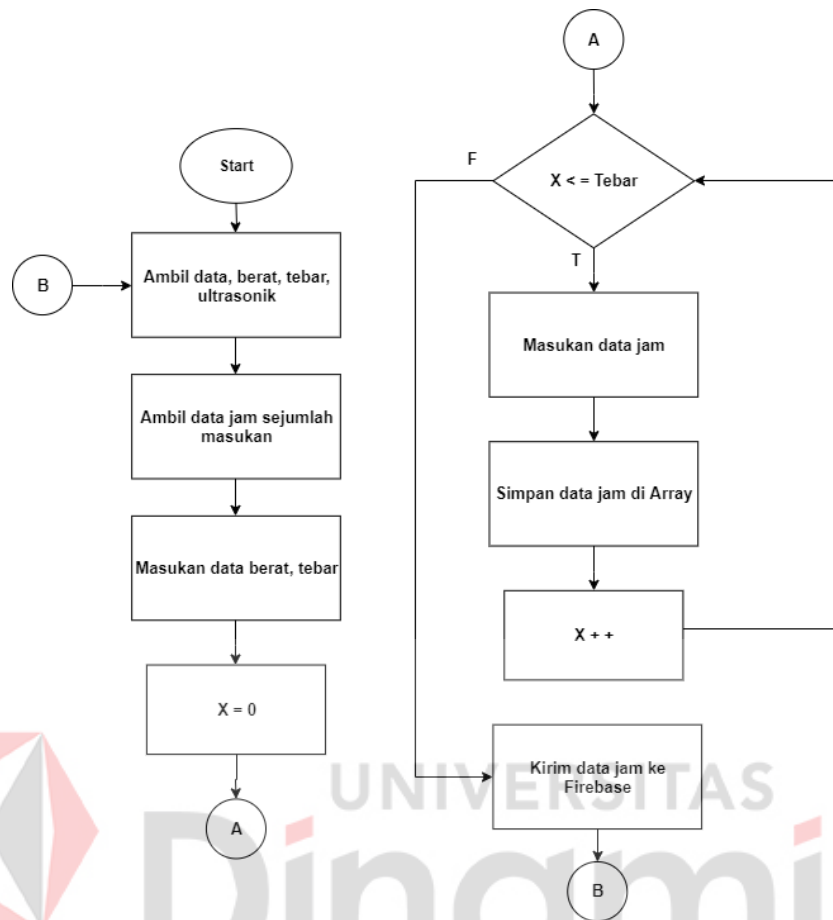 Start
B
Ambil data, berat, tebar,
ultrasonik
Ambil data jam sejumlah
masukan
Masukan data berat, tebar
X = 0
A
A
X < = Tebar
F
T
Masukan data jam
Simpan data jam di Array
X + +
Kirim data jam ke
Firebase
B
UNIVERSITAS
Dinami